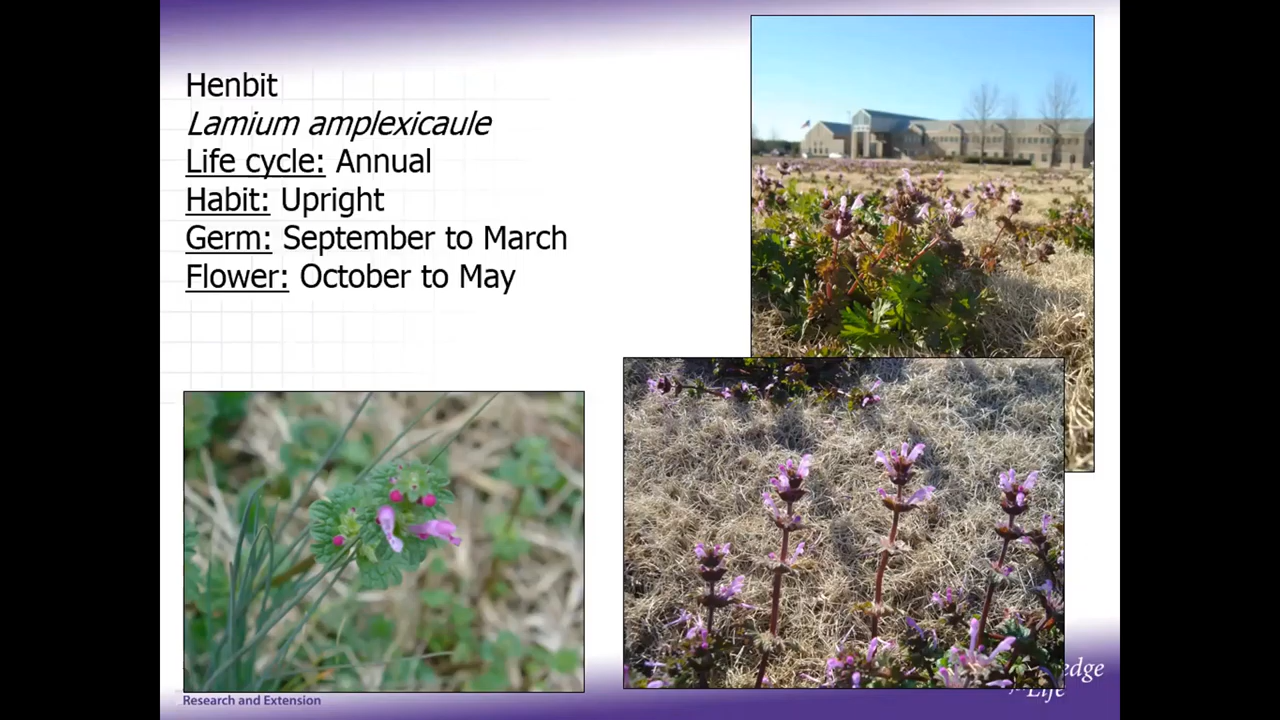 Henbit
Lamium amplexicaule
Life cycle: Annual
Habit: Upright
Germ: September to March
Flower: October to May
Research and Extension
Life